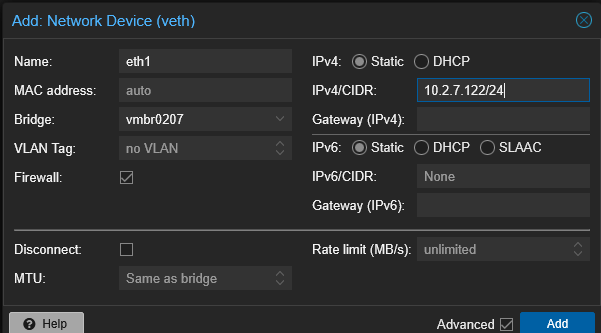 Add: Network Device (veth)
Name: eth1
IPv4: Static DHCP
MAC address: auto
IPv4/CIDR: 10.2.7.122/24
Bridge: vmbr0207
Gateway (IPv4):
VLAN Tag: no VLAN
IPv6: Static DHCP SLAAC
Firewall:
IPv6/CIDR: None
Gateway (IPv6):
Disconnect:
Rate limit (MB/s): unlimited
MTU: Same as bridge
? Help
Advanced
Add